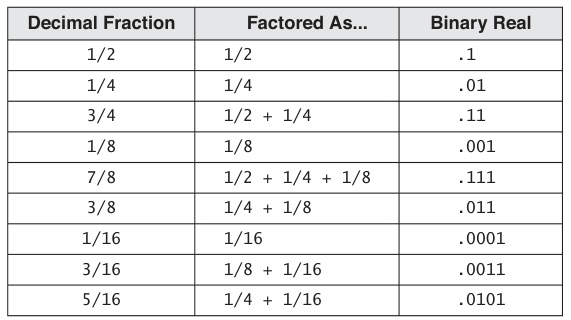 Decimal Fraction Factored As... Binary Real
1/2 1/2 .1
1/4 1/4 .01
3/4 1/2 + 1/4 .11
1/8 1/8 .001
7/8 1/2 + 1/4 + 1/8 .111
3/8 1/4 + 1/8 .011
1/16 1/16 .0001
3/16 1/8 + 1/16 .0011
5/16 1/4 + 1/16 .0101